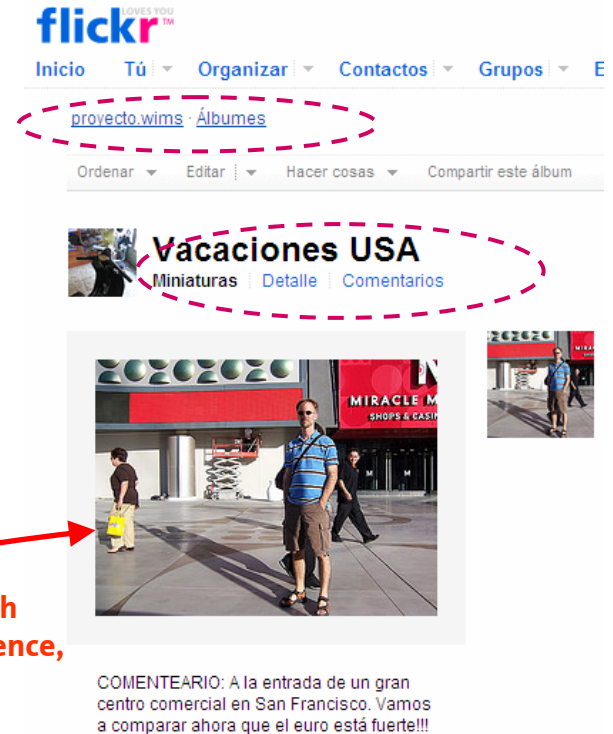 LOVES YOU
flickr™
Inicio Tú Organizar Contactos Grupos E
proyecto.wims · Álbumes
Ordenar Editar Hacer cosas Compartir este álbum
Vacaciones USA
Miniaturas Detalle Comentarios
MIRACLE M
SHOPS & CASIN
M M
h
ence,
COMENTEARIO: A la entrada de un gran
centro comercial en San Francisco. Vamos
a comparar ahora que el euro está fuerte!!!